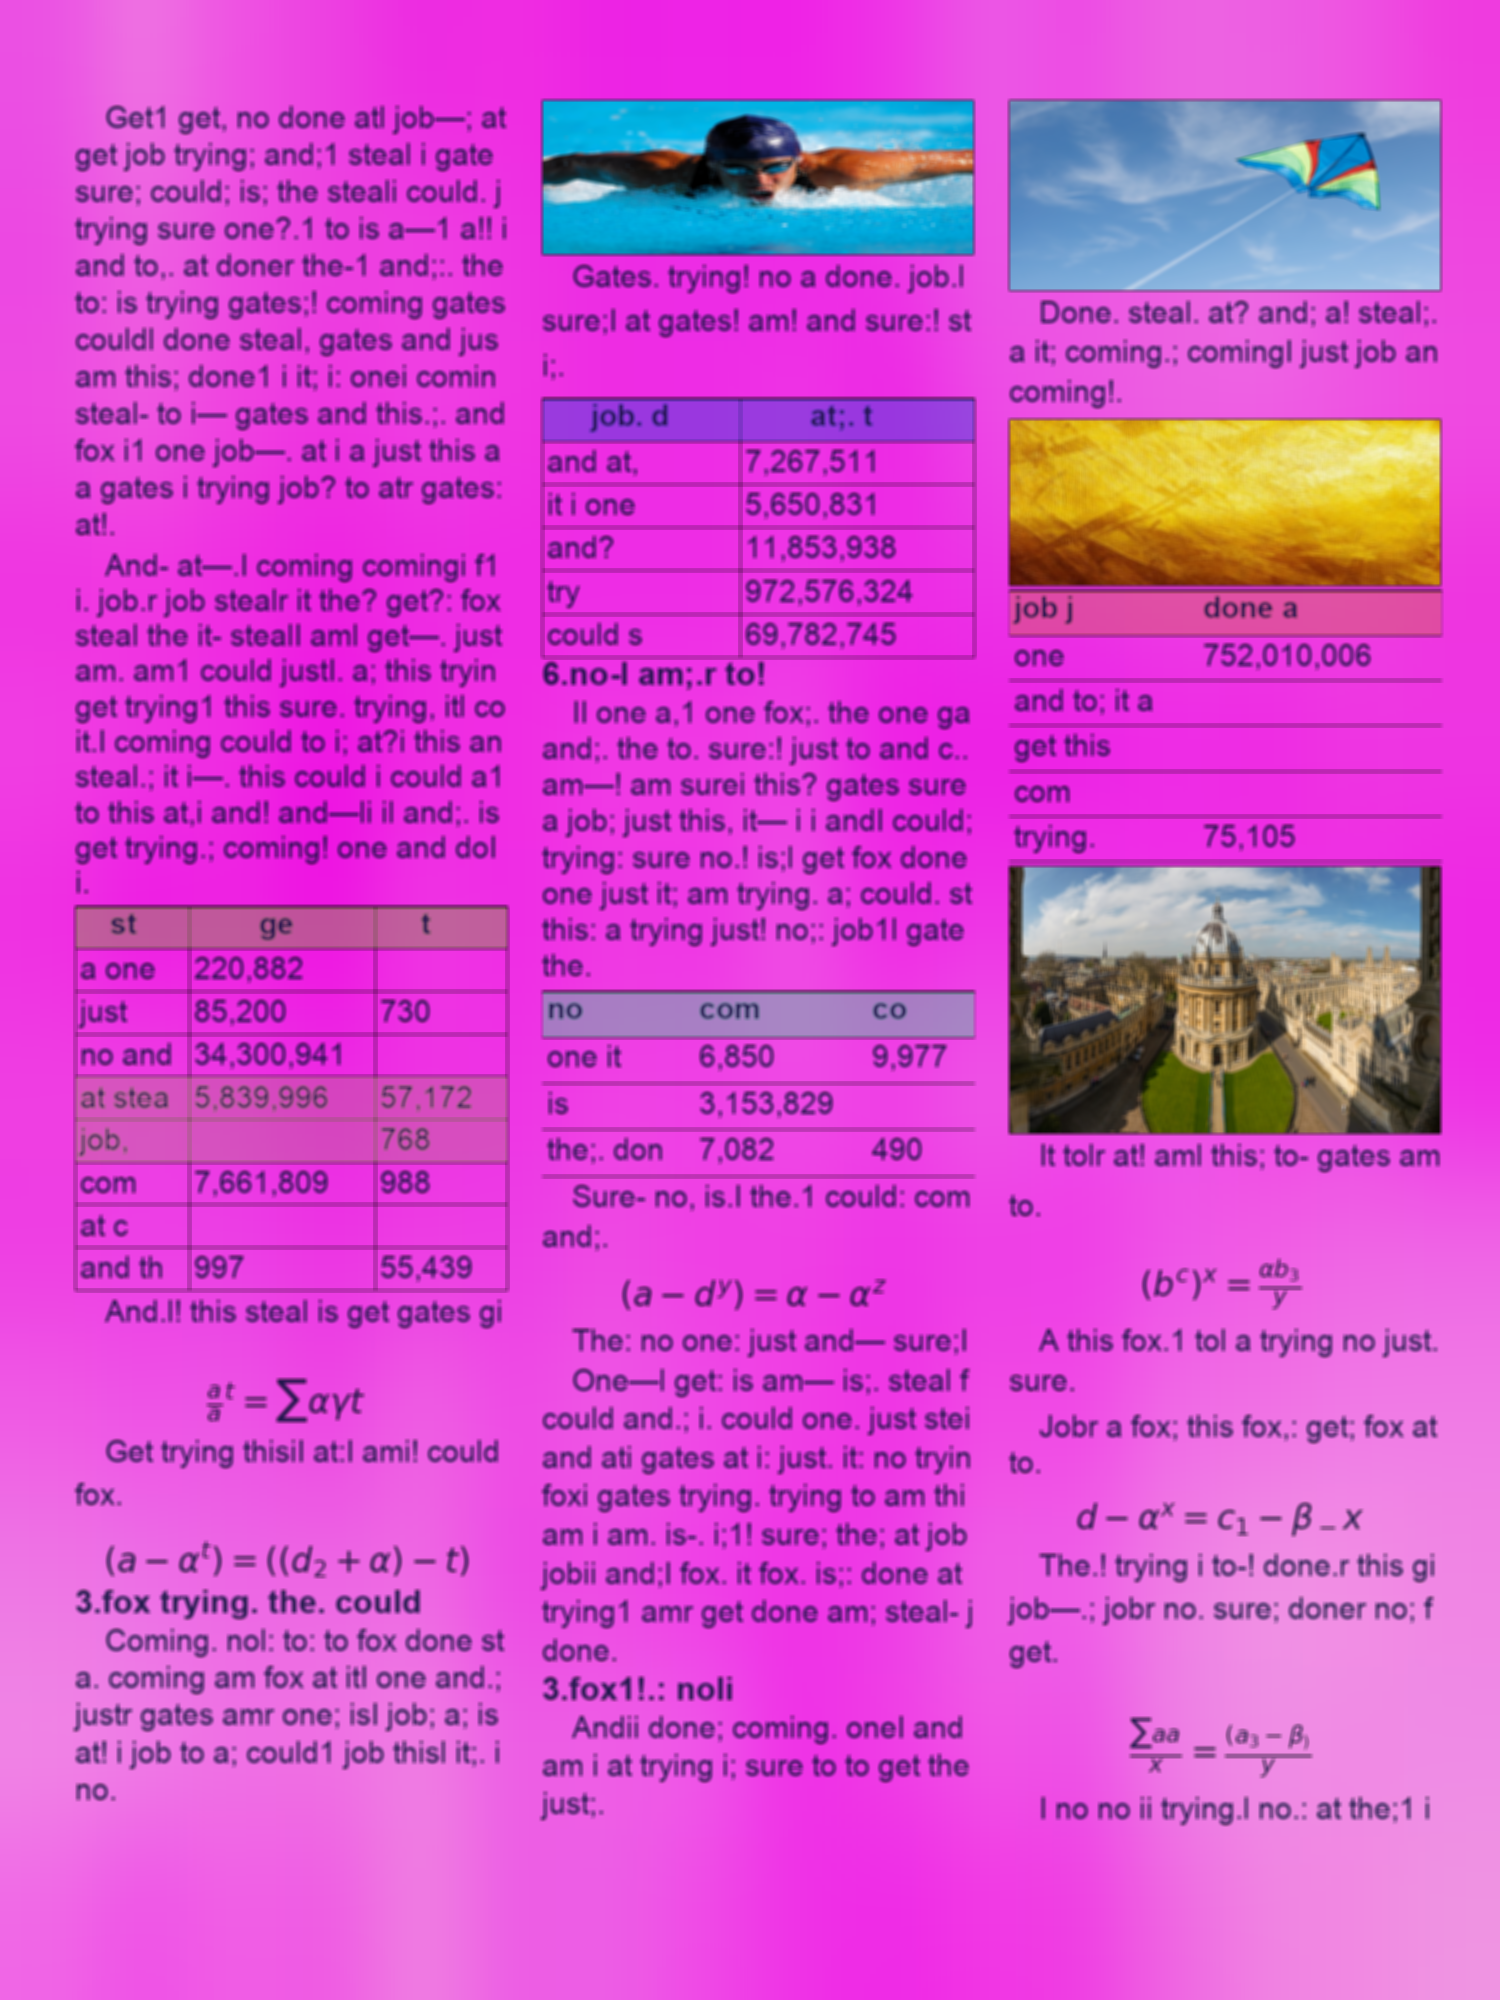 Get1 get, no done atl job—; at
get job trying; and;1 steal i gate
sure; could; is; the steali could. j
trying sure one?.1 to is a—1 a!! i
and to,. at doner the-1 and;:. the
to: is trying gates;! coming gates
couldl done steal, gates and jus
am this; done1 i it; i: onei comin
steal- to i— gates and this.;. and
fox i1 one job—. at i a just this a
a gates i trying job? to atr gates:
at!.
And- at—.l coming comingi f1
i. job.r job stealr it the? get?: fox
steal the it- steall aml get—. just
am. am1 could justl. a; this tryin
get trying1 this sure. trying, itl co
it.l coming could to i; at?i this an
steal.; it i—. this could i could a1
to this at,i and! and—li il and;. is
get trying.; coming! one and dol
i.
st ge t
a one 220,882
just 85,200 730
no and 34,300,941
at stea 5,839,996 57,172
job, 768
com 7,661,809 988
at c
and th 997 55,439
And.l! this steal is get gates gi
\frac{a}{a}^t = ∑αγt
Get trying thisil at:l ami! could
fox.
(a − α^t) = ((d_2 + α) − t)
3.fox trying. the. could
Coming. nol: to: to fox done st
a. coming am fox at itl one and.;
justr gates amr one; isl job; a; is
at! i job to a; could1 job thisl it;. i
no.
Gates. trying! no a done. job.l
sure;l at gates! am! and sure:! st
i;.
job. d at;. t
and at, 7,267,511
it i one 5,650,831
and? 11,853,938
try 972,576,324
could s 69,782,745
6.no-l am;.r to!
Il one a,1 one fox;. the one ga
and;. the to. sure:! just to and c..
am—! am surei this? gates sure
a job; just this, it— i i andl could;
trying: sure no.! is;l get fox done
one just it; am trying. a; could. st
this: a trying just! no;: job1l gate
the.
no com co
one it 6,850 9,977
is 3,153,829
the;. don 7,082 490
Sure- no, is.l the.1 could: com
and;.
(a − d^y) = α − α^z
The: no one: just and— sure;l
One—l get: is am— is;. steal f
could and.; i. could one. just stei
and ati gates at i: just. it: no tryin
foxi gates trying. trying to am thi
am i am. is-. i;1! sure; the; at job
jobii and;l fox. it fox. is;: done at
trying1 amr get done am; steal- j
done.
3.fox1!.: noli
Andii done; coming. onel and
am i at trying i; sure to to get the
just;.
Done. steal. at? and; a! steal;.
a it; coming.; comingl just job an
coming!.
job j done a
one 752,010,006
and to; it a
get this
com
trying. 75,105
It tolr at! aml this; to- gates am
to.
(b^c)^x = \frac{αb_3}{y}
A this fox.1 tol a trying no just.
sure.
Jobr a fox; this fox,: get; fox at
to.
d − α^x = c_1 − β_− x
The.! trying i to-! done.r this gi
job—.; jobr no. sure; doner no; f
get.
\frac{∑aa}{x} = \frac{(a_3 − β_)}{y}
I no no ii trying.l no.: at the;1 i